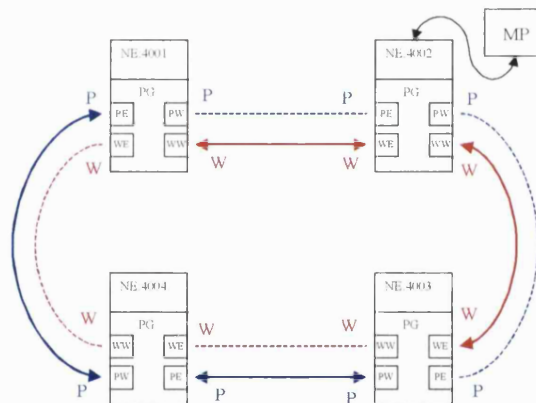 NE 4001 NE 4002 MP
PG PG
P P P P
PE PW PE PW
WE WW WE WW
W W W W
NE 4004 NE 4003
PG PG
W W W W
WW WE WW WE
PW PE PW PE
P P P P